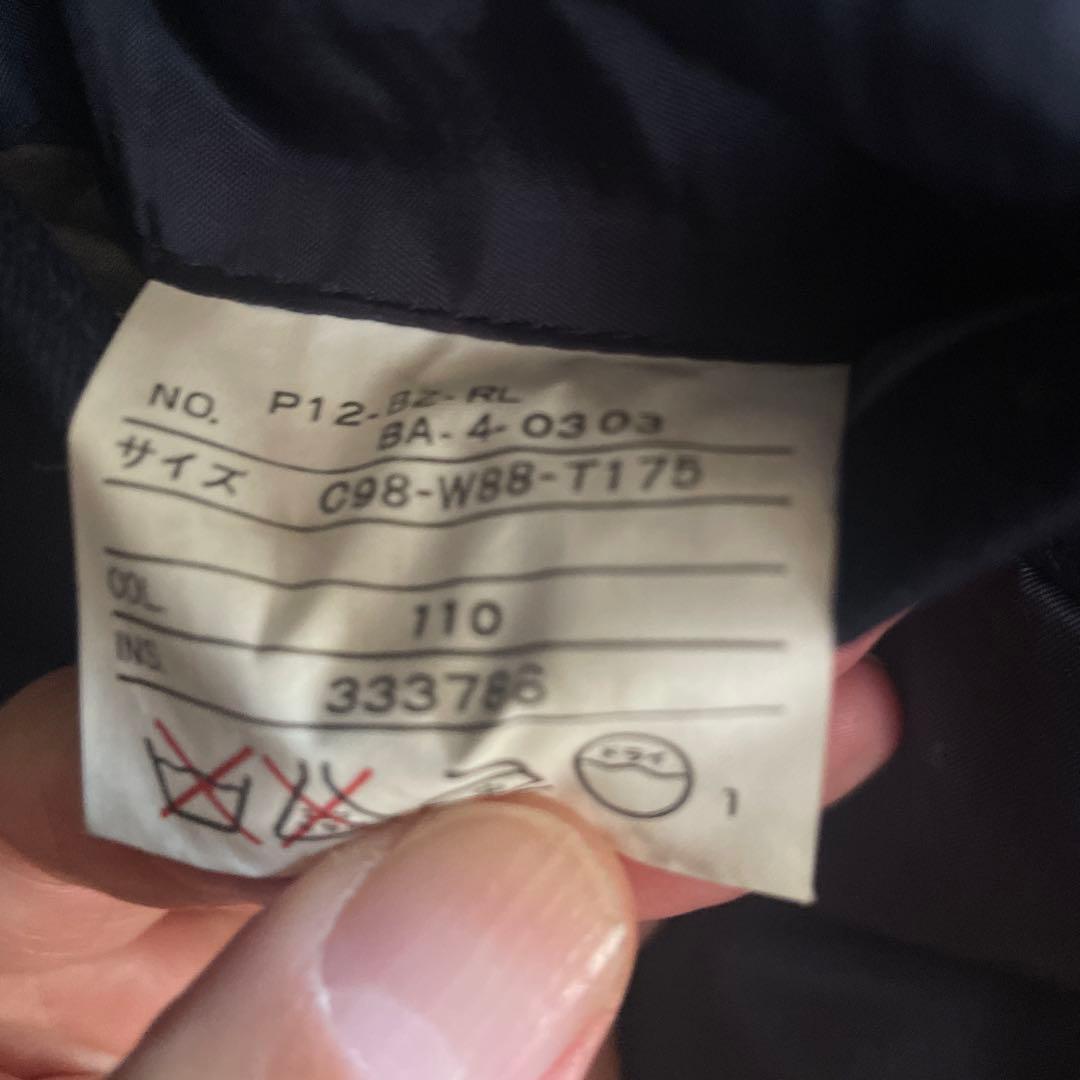 NO. P12-BZ-RL
BA-4-0303
サイズ C98-W88-T175
COL. 110
INS. 333786
ドライ
1